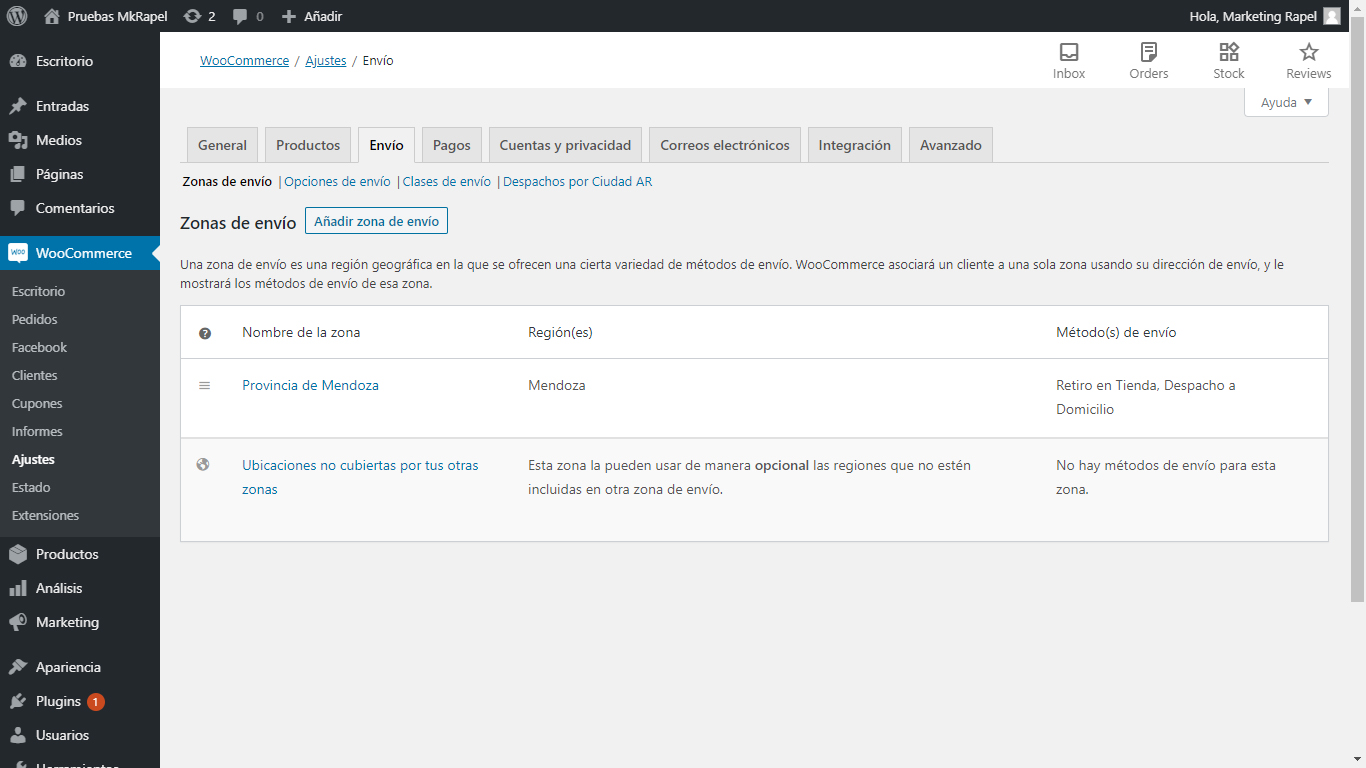 Pruebas MkRapel 2 0 Añadir Hola, Marketing Rapel
Escritorio
Entradas
Medios
Páginas
Comentarios
woo WooCommerce
Escritorio
Pedidos
Facebook
Clientes
Cupones
Informes
Ajustes
Estado
Extensiones
Productos
Análisis
Marketing
Apariencia
Plugins 1
Usuarios
WooCommerce / Ajustes / Envío
Inbox Orders Stock Reviews
Ayuda
General Productos Envío Pagos Cuentas y privacidad Correos electrónicos Integración Avanzado
Zonas de envío | Opciones de envío | Clases de envío | Despachos por Ciudad AR
Zonas de envío Añadir zona de envío
Una zona de envío es una región geográfica en la que se ofrecen una cierta variedad de métodos de envío. WooCommerce asociará un cliente a una sola zona usando su dirección de envío, y le
mostrará los métodos de envío de esa zona.
? Nombre de la zona Región(es) Método(s) de envío
Provincia de Mendoza Mendoza Retiro en Tienda, Despacho a
Domicilio
Ubicaciones no cubiertas por tus otras Esta zona la pueden usar de manera opcional las regiones que no estén No hay métodos de envío para esta
zonas incluidas en otra zona de envío. zona.